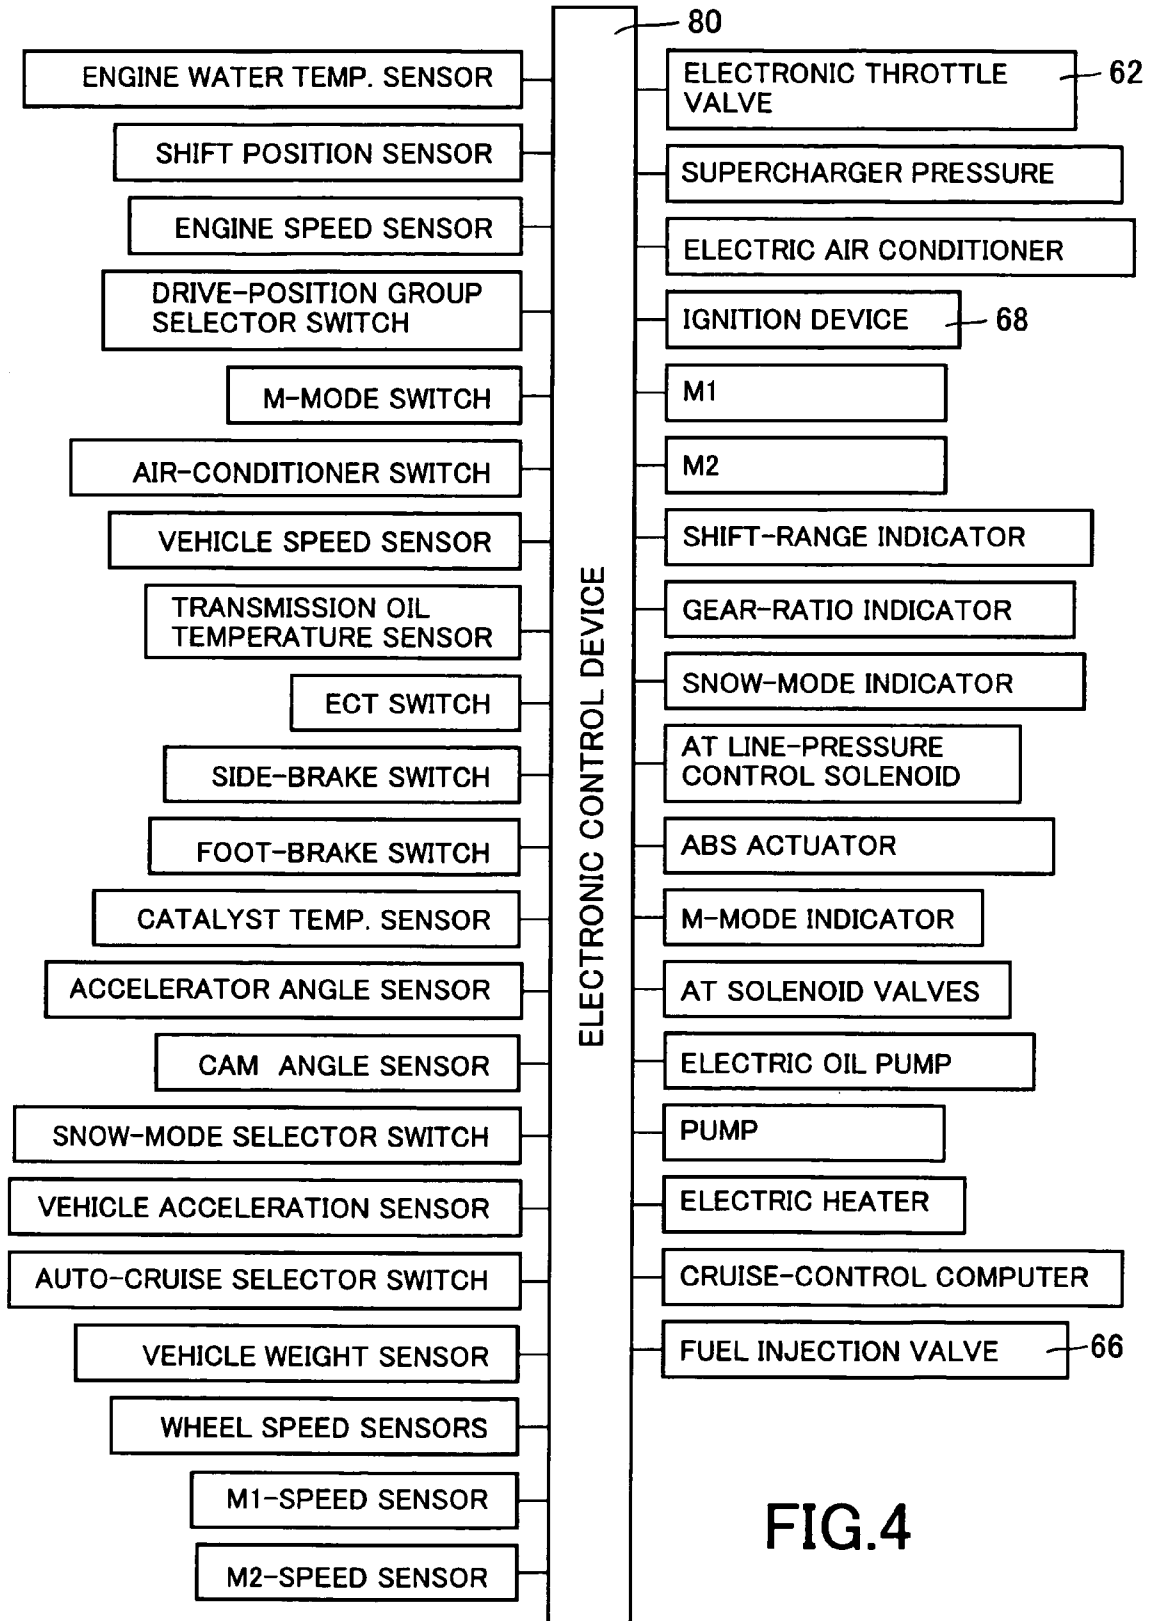 80
ENGINE WATER TEMP. SENSOR
SHIFT POSITION SENSOR
ENGINE SPEED SENSOR
DRIVE-POSITION GROUP
SELECTOR SWITCH
M-MODE SWITCH
AIR-CONDITIONER SWITCH
VEHICLE SPEED SENSOR
TRANSMISSION OIL
TEMPERATURE SENSOR
ECT SWITCH
SIDE-BRAKE SWITCH
FOOT-BRAKE SWITCH
CATALYST TEMP. SENSOR
ACCELERATOR ANGLE SENSOR
CAM ANGLE SENSOR
SNOW-MODE SELECTOR SWITCH
VEHICLE ACCELERATION SENSOR
AUTO-CRUISE SELECTOR SWITCH
VEHICLE WEIGHT SENSOR
WHEEL SPEED SENSORS
M1-SPEED SENSOR
M2-SPEED SENSOR
ELECTRONIC CONTROL DEVICE
ELECTRONIC THROTTLE
VALVE
62
SUPERCHARGER PRESSURE
ELECTRIC AIR CONDITIONER
IGNITION DEVICE
68
M1
M2
SHIFT-RANGE INDICATOR
GEAR-RATIO INDICATOR
SNOW-MODE INDICATOR
AT LINE-PRESSURE
CONTROL SOLENOID
ABS ACTUATOR
M-MODE INDICATOR
AT SOLENOID VALVES
ELECTRIC OIL PUMP
PUMP
ELECTRIC HEATER
CRUISE-CONTROL COMPUTER
FUEL INJECTION VALVE
66
FIG.4